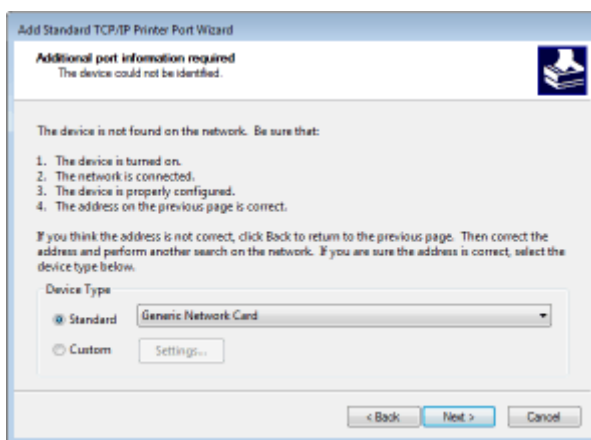 Add Standard TCP/IP Printer Port Wizard
Additional port information required
The device could not be identified.
The device is not found on the network. Be sure that:
1. The device is turned on.
2. The network is connected.
3. The device is properly configured.
4. The address on the previous page is correct.
If you think the address is not correct, click Back to return to the previous page. Then correct the
address and perform another search on the network. If you are sure the address is correct, select the
device type below.
Device Type
Standard Generic Network Card
Custom Settings...
< Back Next > Cancel